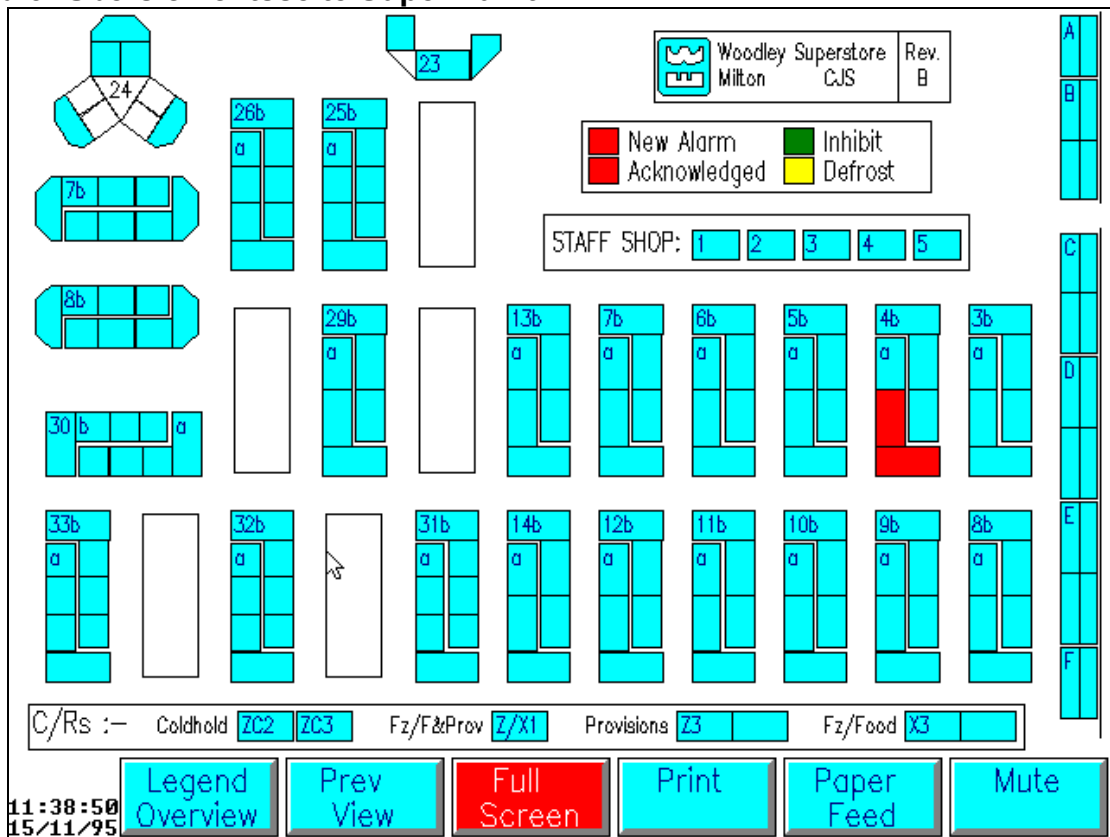 23
Woodley Superstore Rev.
Milton CJS B
A
24
B
26b 25b
a a
New Alarm Inhibit
Acknowledged Defrost
7b
STAFF SHOP: 1 2 3 4 5
C
8b
29b 13b 7b 6b 5b 4b 3b
a a a a a a a
D
30 b a
33b 32b 31b 14b 12b 11b 10b 9b 8b
E
a a a a a a a a a
F
C/Rs :- Coldhold ZC2 ZC3 Fz/F&Prov Z/X1 Provisions Z3 Fz/Food X3
Legend Overview
Prev View
Full Screen
Print
Paper Feed
Mute
11:38:50
15/11/95